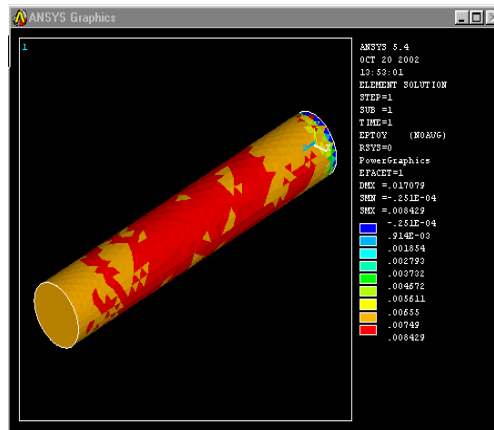 ANSYS Graphics
1
ANSYS 5.4
OCT 20 2002
13:53:01
ELEMENT SOLUTION
STEP=1
SUB =1
TIME=1
EPTOY (NOAVG)
RSYS=0
PowerGraphics
EFACET=1
DMX =.017079
SMN =-.251E-04
SMX =.008429
-.251E-04
.914E-03
.001854
.002793
.003732
.004672
.005611
.00655
.00749
.008429